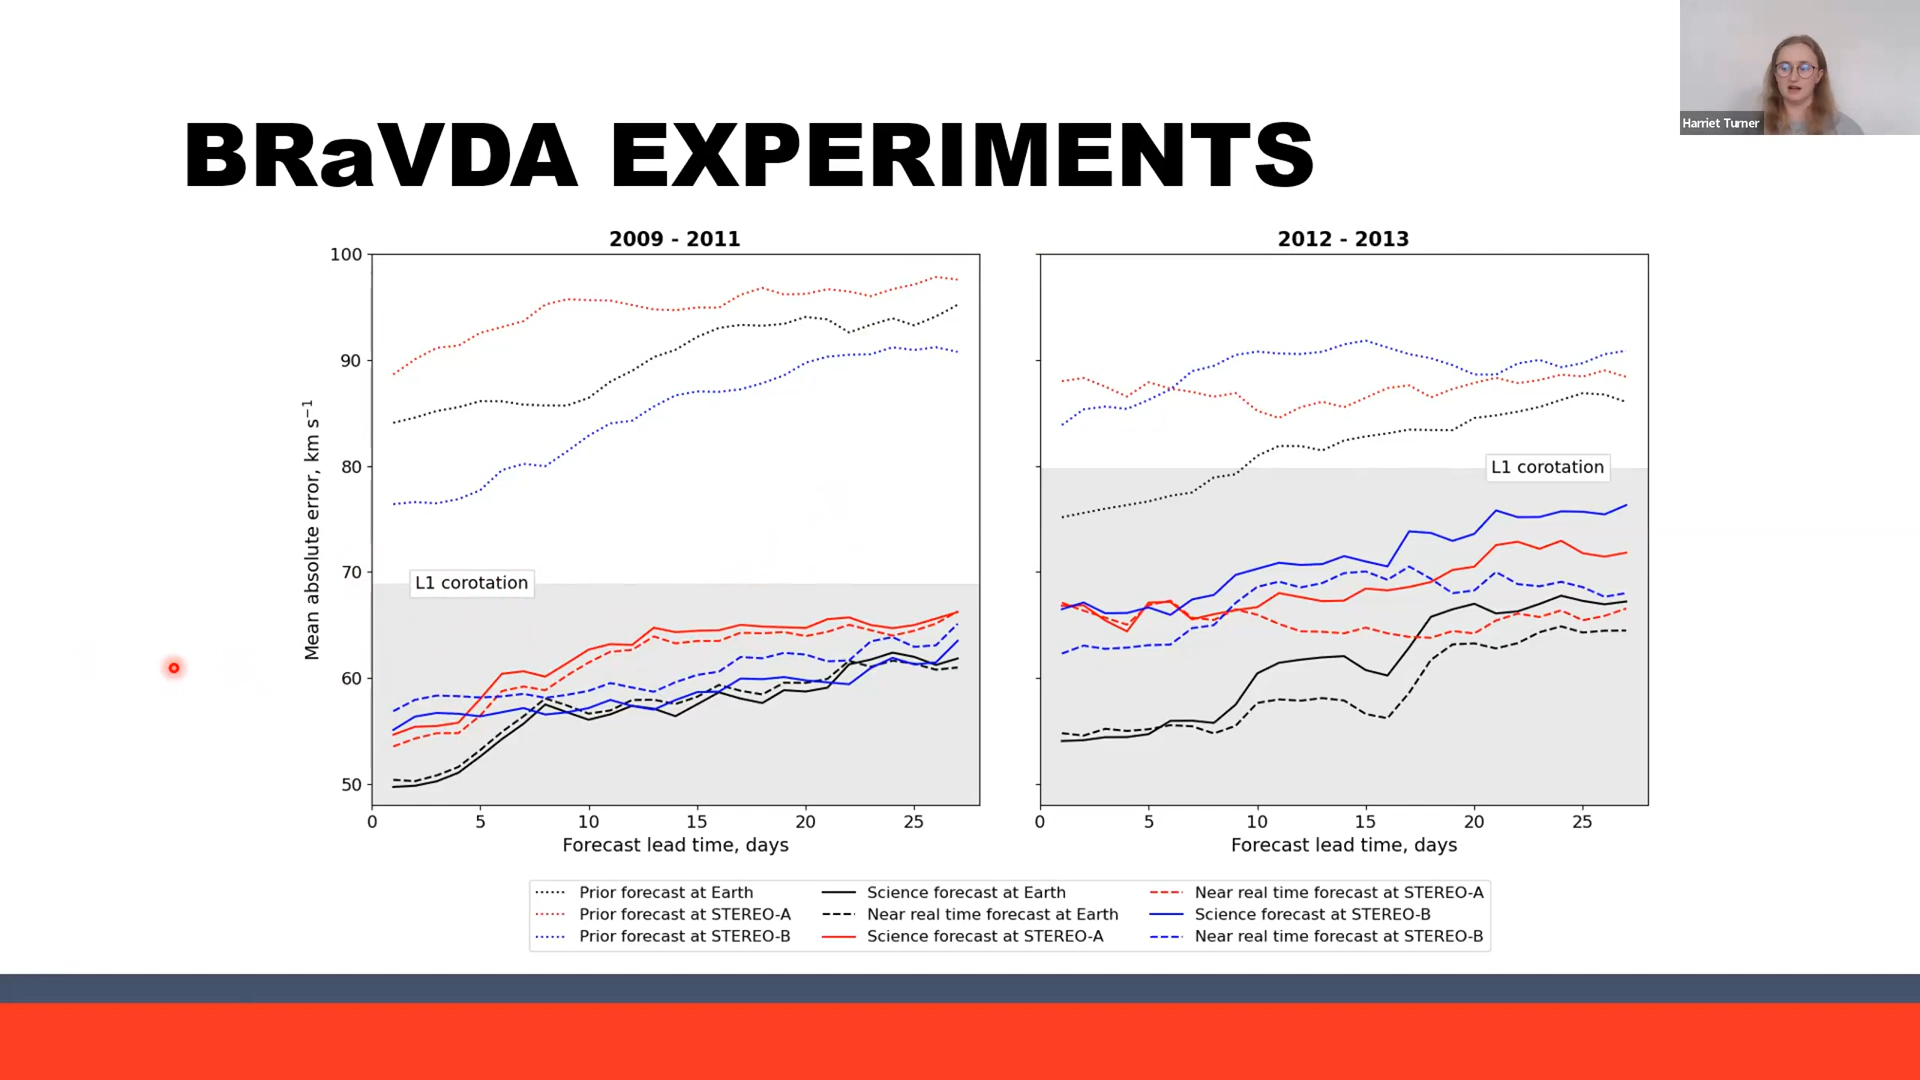 Harriet Turner
BRaVDA EXPERIMENTS
2009 - 2011
2012 - 2013
100
90
80
70
60
50
Mean absolute error, km s⁻¹
L1 corotation
L1 corotation
0 5 10 15 20 25
0 5 10 15 20 25
Forecast lead time, days
Forecast lead time, days
Prior forecast at Earth
Prior forecast at STEREO-A
Prior forecast at STEREO-B
Science forecast at Earth
Near real time forecast at Earth
Science forecast at STEREO-A
Near real time forecast at STEREO-A
Science forecast at STEREO-B
Near real time forecast at STEREO-B